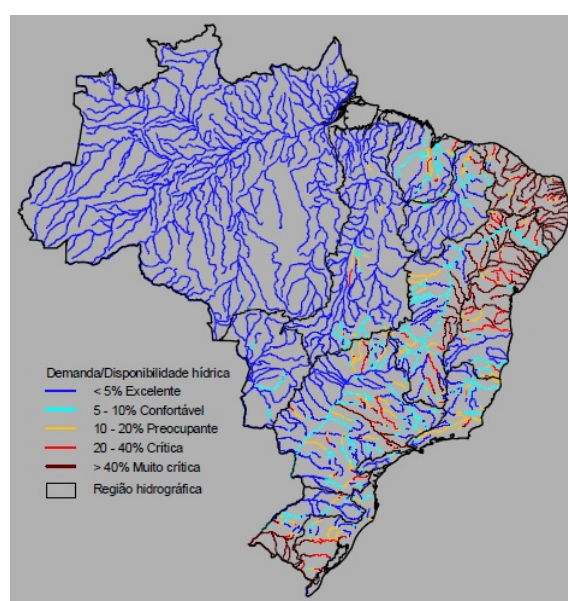 Demanda/Disponibilidade hídrica
< 5% Excelente
5 - 10% Confortável
10 - 20% Preocupante
20 - 40% Crítica
> 40% Muito crítica
Região hidrográfica